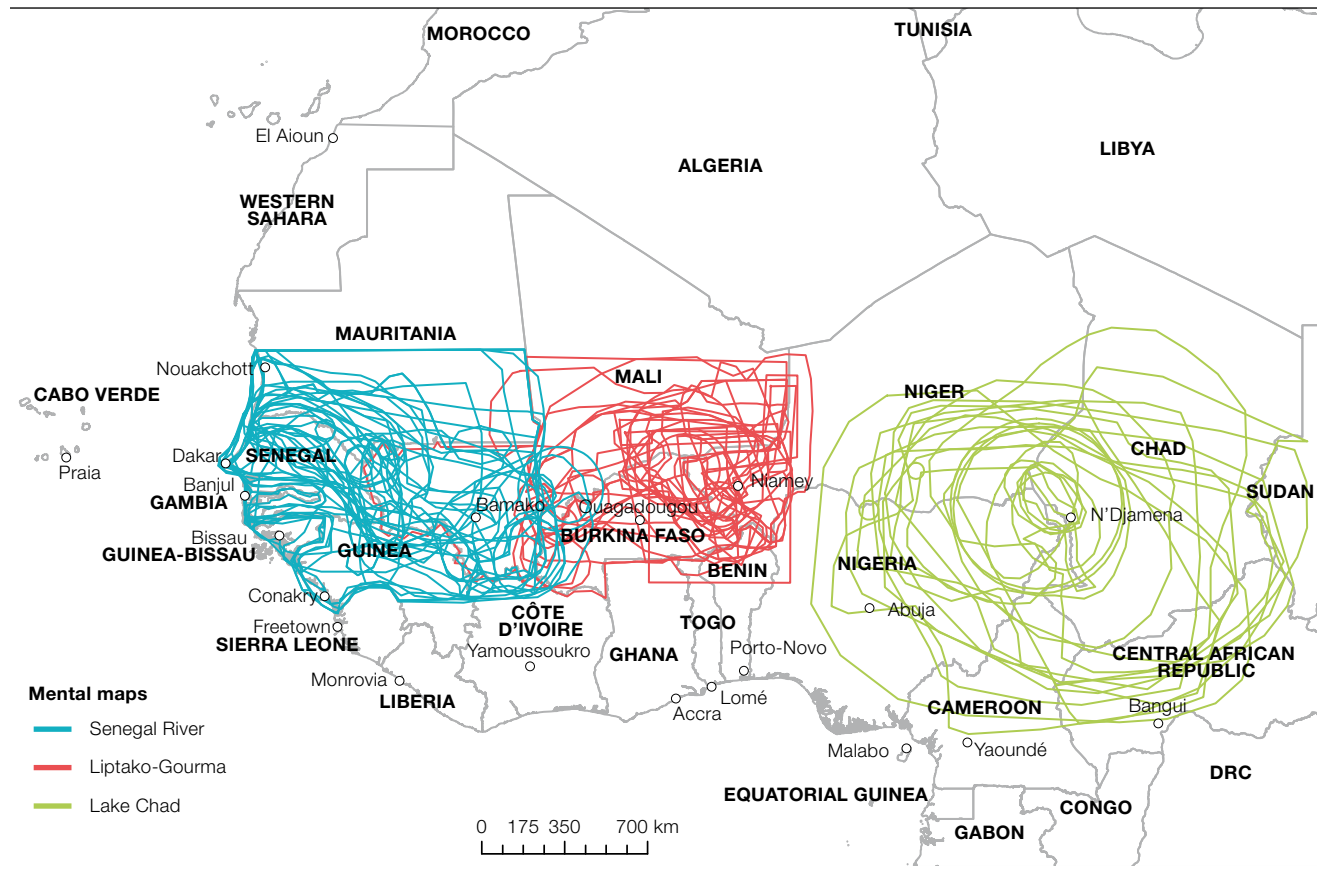 MOROCCO
TUNISIA
El Aioun
ALGERIA
LIBYA
WESTERN
SAHARA
MAURITANIA
Nouakchott
MALI
NIGER
CABO VERDE
Praia
Dakar
SENEGAL
CHAD
Banjul
GAMBIA
Niamey
SUDAN
Bamako
Ouagadougou
N'Djamena
Bissau
GUINEA-BISSAU
GUINEA
BURKINA FASO
BENIN
NIGERIA
Conakry
Abuja
CÔTE
D'IVOIRE
TOGO
Freetown
SIERRA LEONE
Yamoussoukro
GHANA
Porto-Novo
CENTRAL AFRICAN
REPUBLIC
Monrovia
LIBERIA
Lomé
Accra
CAMEROON
Bangui
Malabo
Yaoundé
DRC
EQUATORIAL GUINEA
CONGO
GABON
Mental maps
Senegal River
Liptako-Gourma
Lake Chad
0 175 350 700 km